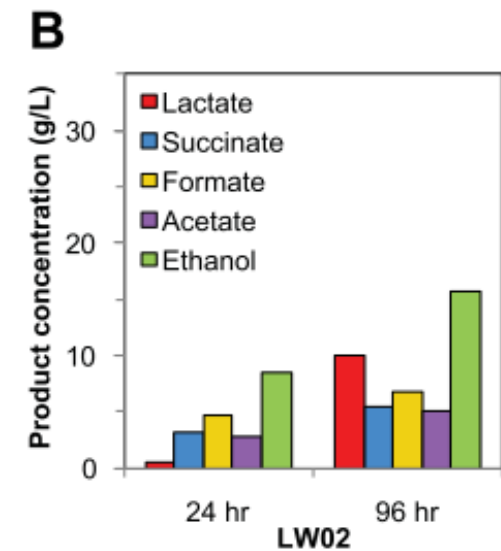 B
Product concentration (g/L)
30
20
10
0
Lactate
Succinate
Formate
Acetate
Ethanol
24 hr
96 hr
LW02